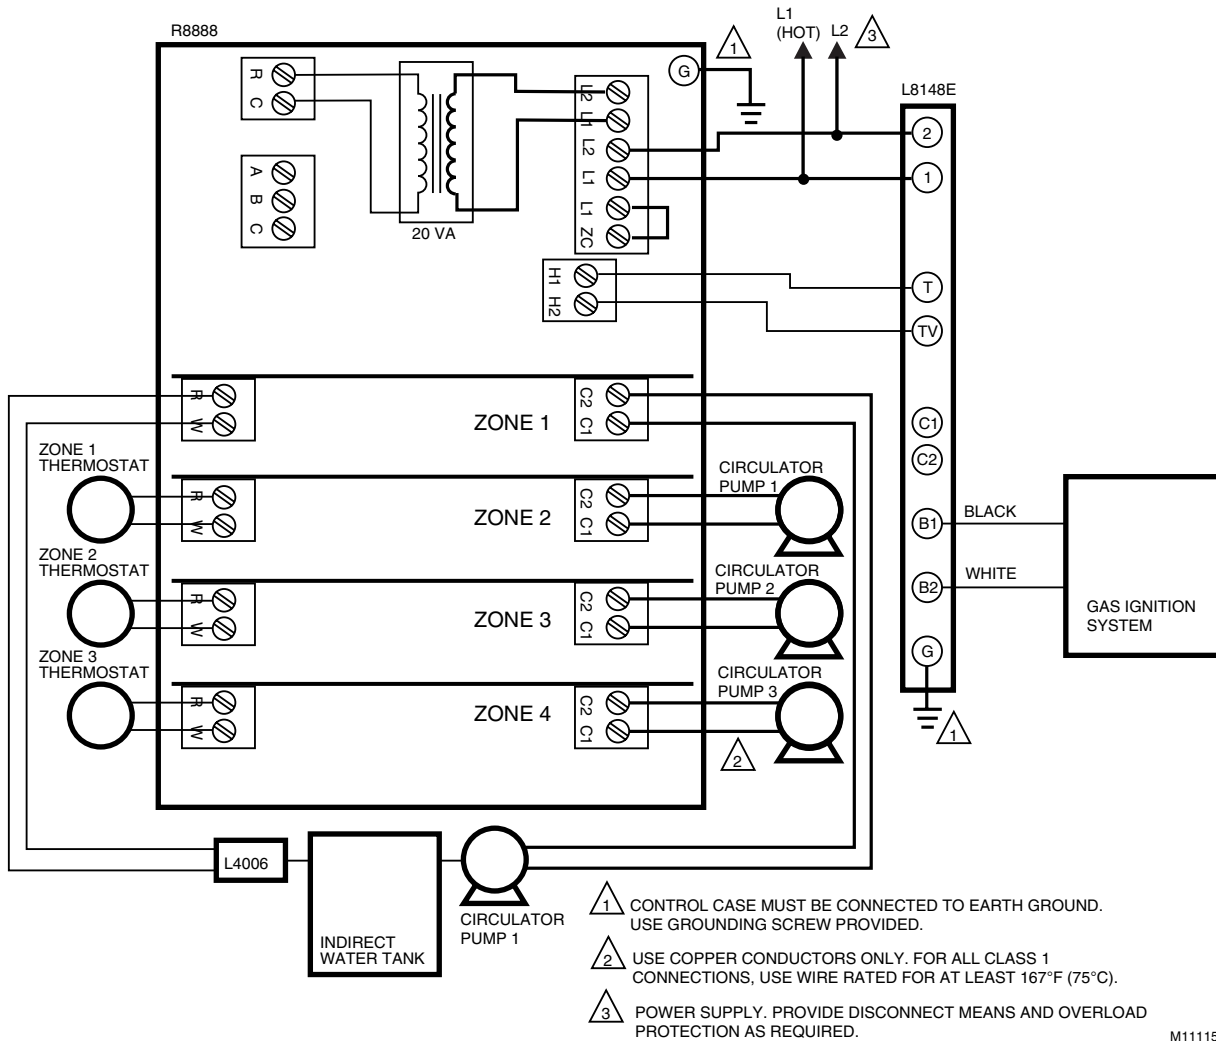 R8888
L1
(HOT)
L2
3
1
G
L8148E
R
C
20 VA
A
B
C
L2
L1
L2
L1
L1
ZC
H1
H2
2
1
T
TV
C1
C2
B1
BLACK
B2
WHITE
G
1
GAS IGNITION
SYSTEM
R
W
ZONE 1
C2
C1
ZONE 1
THERMOSTAT
R
W
ZONE 2
C2
C1
CIRCULATOR
PUMP 1
ZONE 2
THERMOSTAT
R
W
ZONE 3
C2
C1
CIRCULATOR
PUMP 2
ZONE 3
THERMOSTAT
R
W
ZONE 4
C2
C1
CIRCULATOR
PUMP 3
2
L4006
INDIRECT
WATER TANK
CIRCULATOR
PUMP 1
1 CONTROL CASE MUST BE CONNECTED TO EARTH GROUND.
USE GROUNDING SCREW PROVIDED.
2 USE COPPER CONDUCTORS ONLY. FOR ALL CLASS 1
CONNECTIONS, USE WIRE RATED FOR AT LEAST 167°F (75°C).
3 POWER SUPPLY. PROVIDE DISCONNECT MEANS AND OVERLOAD
PROTECTION AS REQUIRED.
M11115